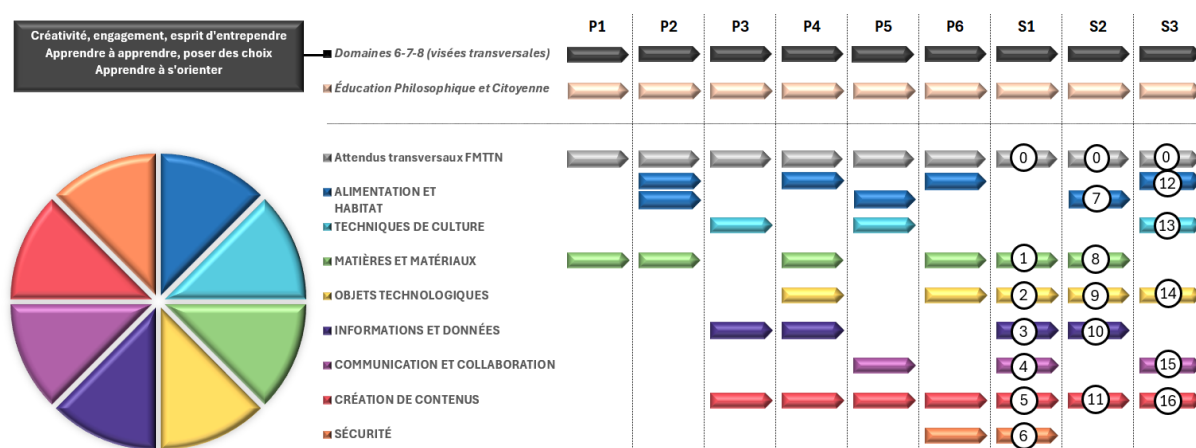 P1 P2 P3 P4 P5 P6 S1 S2 S3
Créativité, engagement, esprit d'entrependre
Apprendre à apprendre, poser des choix
Apprendre à s'orienter
Domaines 6-7-8 (visées transversales)
Éducation Philosophique et Citoyenne
Attendus transversaux FMTTN 0 0 0
ALIMENTATION ET 12
HABITAT 7
TECHNIQUES DE CULTURE 13
MATIÈRES ET MATÉRIAUX 1 8
OBJETS TECHNOLOGIQUES 2 9 14
INFORMATIONS ET DONNÉES 3 10
COMMUNICATION ET COLLABORATION 4 15
CRÉATION DE CONTENUS 5 11 16
SÉCURITÉ 6